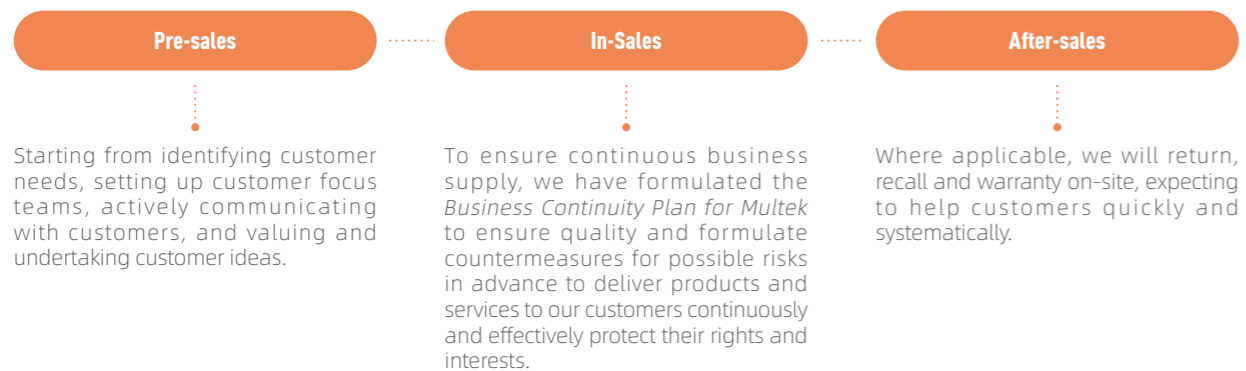 Pre-sales
Starting from identifying customer
needs, setting up customer focus
teams, actively communicating
with customers, and valuing and
undertaking customer ideas.
In-Sales
To ensure continuous business
supply, we have formulated the
Business Continuity Plan for Multek
to ensure quality and formulate
countermeasures for possible risks
in advance to deliver products and
services to our customers continuously
and effectively protect their rights and
interests.
After-sales
Where applicable, we will return,
recall and warranty on-site, expecting
to help customers quickly and
systematically.